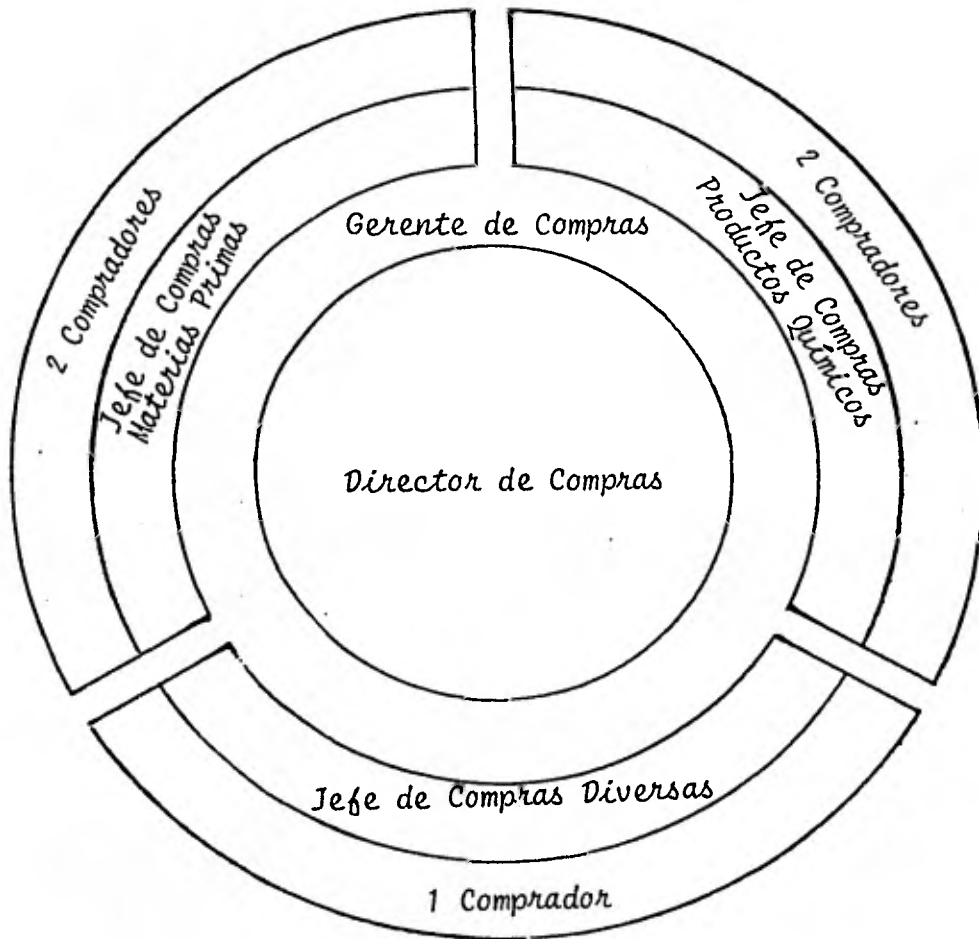 2 Compradores
Jefe de Compras
Materias Primas
Gerente de Compras
2 Compradores
Jefe de Compras
Productos Químicos
Director de Compras
Jefe de Compras Diversas
1 Comprador